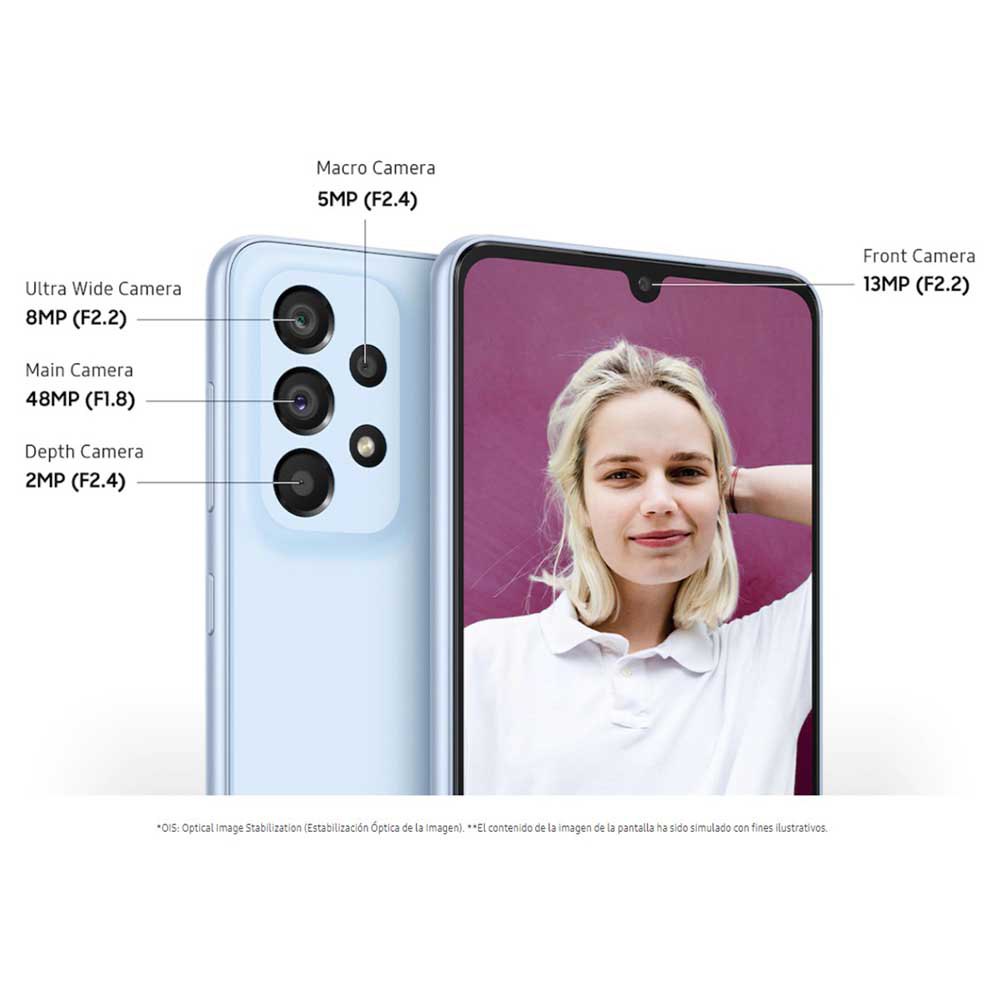 Macro Camera
5MP (F2.4)
Front Camera
13MP (F2.2)
Ultra Wide Camera
8MP (F2.2)
Main Camera
48MP (F1.8)
Depth Camera
2MP (F2.4)
*OIS: Optical Image Stabilization (Estabilización Óptica de la Imagen). **El contenido de la imagen de la pantalla ha sido simulado con fines ilustrativos.